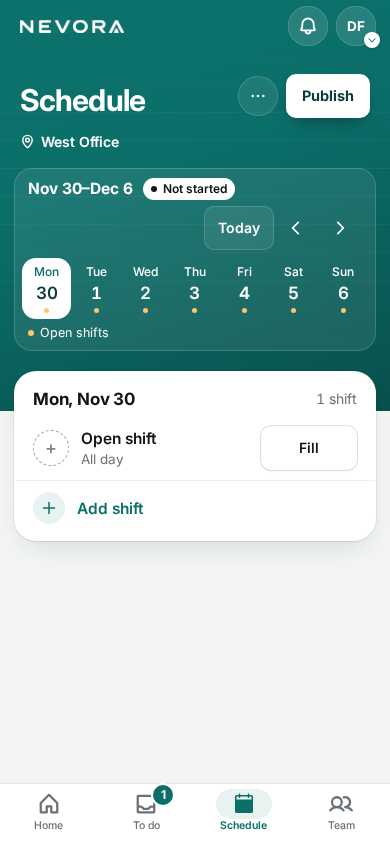 NEVORA
DF
Schedule
Publish
West Office
Nov 30–Dec 6
Not started
Today
Mon Tue Wed Thu Fri Sat Sun
30 1 2 3 4 5 6
Open shifts
Mon, Nov 30
1 shift
Open shift
All day
Fill
Add shift
1
Home
To do
Schedule
Team